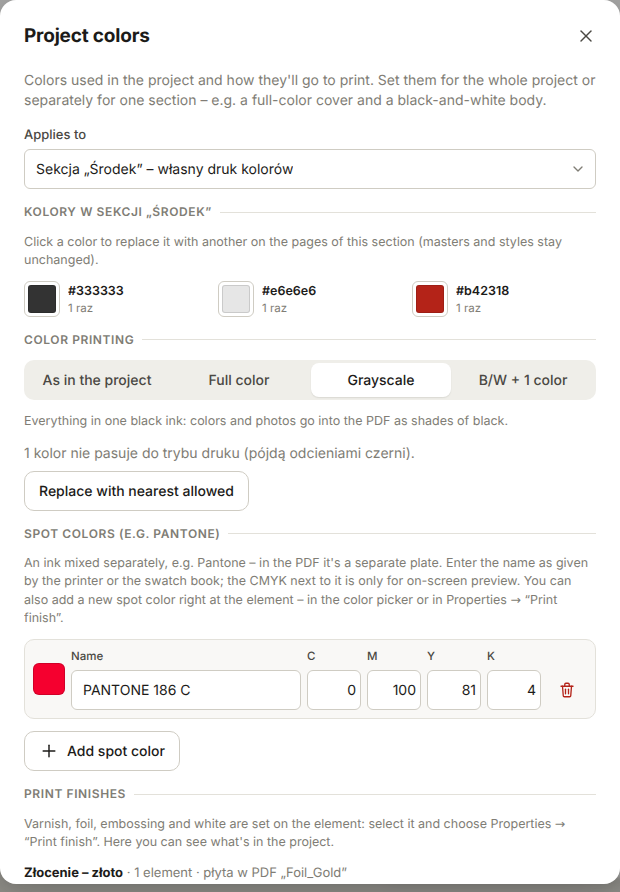 Project colors
Colors used in the project and how they'll go to print. Set them for the whole project or
separately for one section – e.g. a full-color cover and a black-and-white body.
Applies to
Sekcja „Środek” – własny druk kolorów
KOLORY W SEKCJI „ŚRODEK”
Click a color to replace it with another on the pages of this section (masters and styles stay
unchanged).
#333333
1 raz
#e6e6e6
1 raz
#b42318
1 raz
COLOR PRINTING
As in the project
Full color
Grayscale
B/W + 1 color
Everything in one black ink: colors and photos go into the PDF as shades of black.
1 kolor nie pasuje do trybu druku (pójdą odcieniami czerni).
Replace with nearest allowed
SPOT COLORS (E.G. PANTONE)
An ink mixed separately, e.g. Pantone – in the PDF it's a separate plate. Enter the name as given
by the printer or the swatch book; the CMYK next to it is only for on-screen preview. You can
also add a new spot color right at the element – in the color picker or in Properties → “Print
finish”.
Name C M Y K
PANTONE 186 C 0 100 81 4
Add spot color
PRINT FINISHES
Varnish, foil, embossing and white are set on the element: select it and choose Properties →
“Print finish”. Here you can see what's in the project.
Złocenie – złoto · 1 element · płyta w PDF „Foil_Gold”